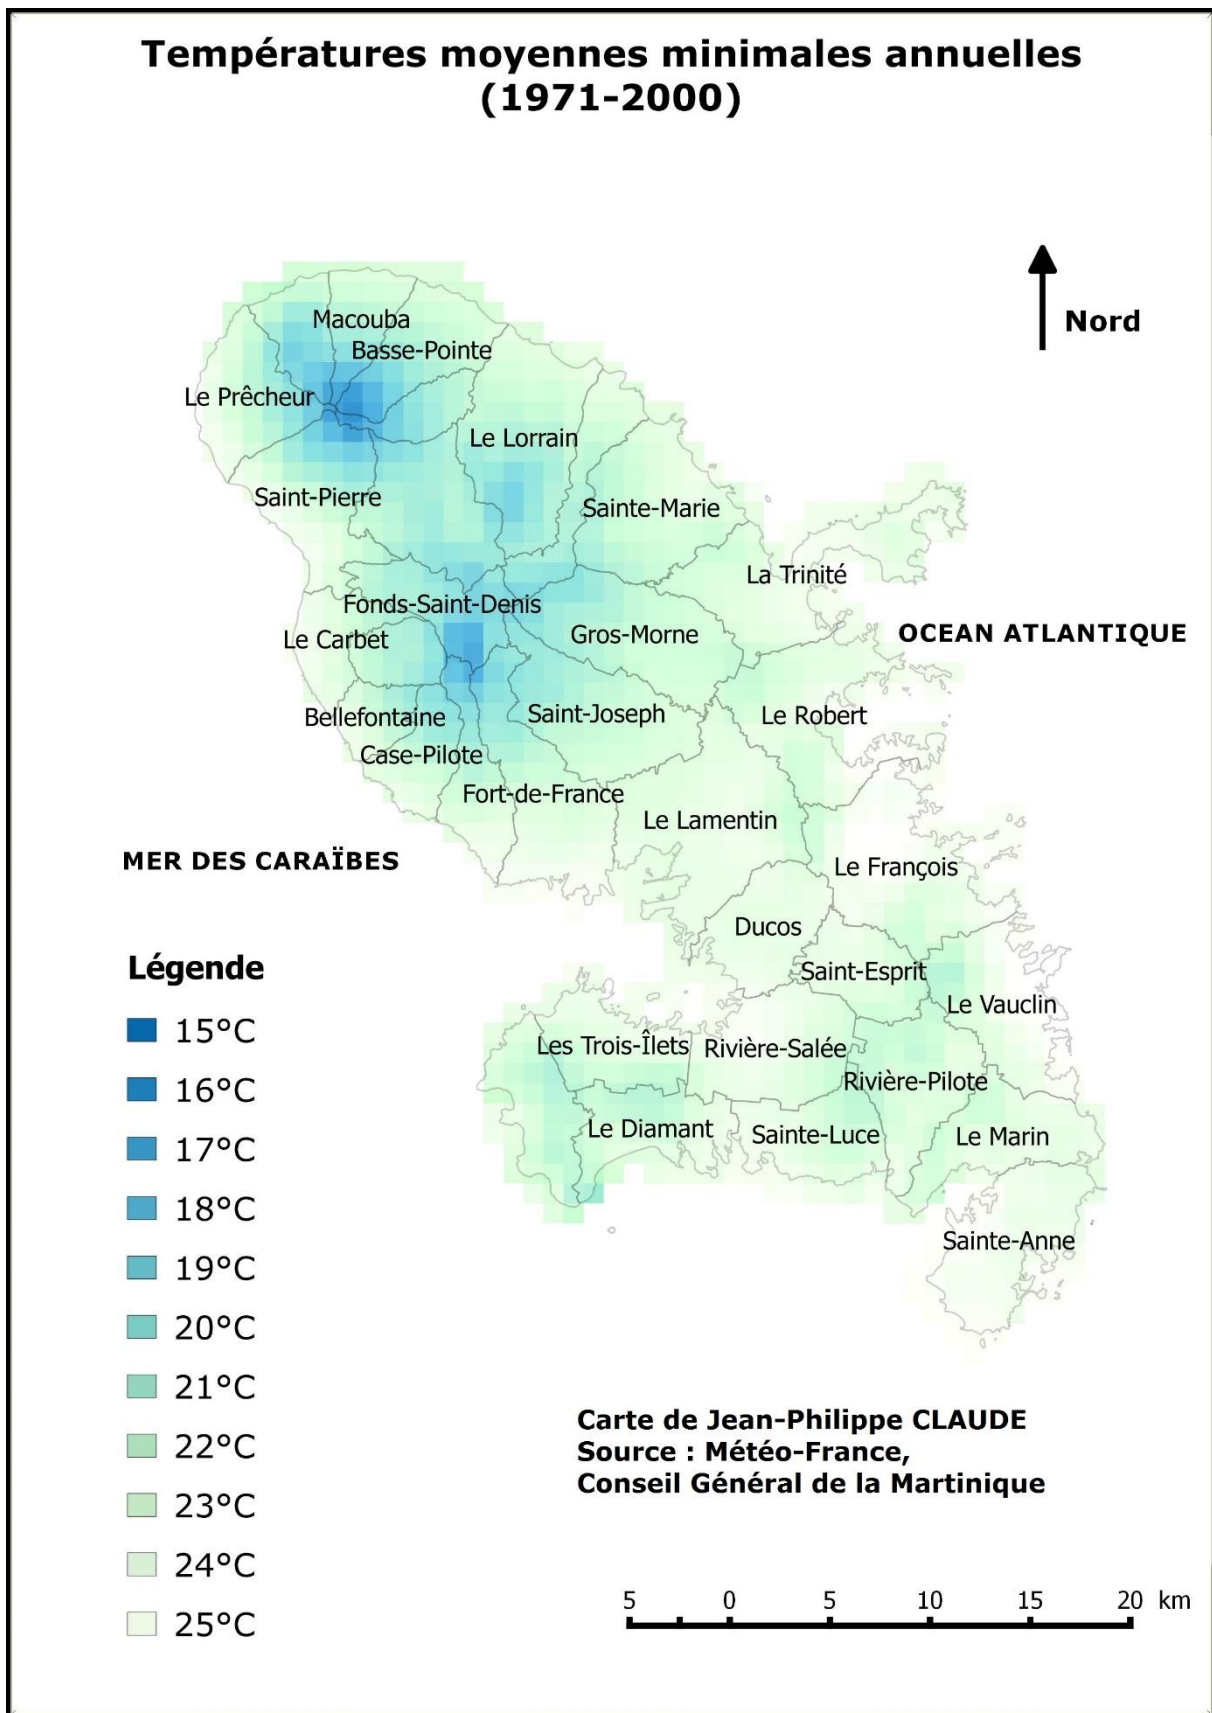 Températures moyennes minimales annuelles
(1971-2000)
Nord
Macouba
Basse-Pointe
Le Prêcheur
Le Lorrain
Saint-Pierre
Sainte-Marie
La Trinité
Fonds-Saint-Denis
Le Carbet
Gros-Morne
OCEAN ATLANTIQUE
Bellefontaine
Saint-Joseph
Le Robert
Case-Pilote
Fort-de-France
Le Lamentin
MER DES CARAÏBES
Le François
Ducos
Saint-Esprit
Le Vauclin
Les Trois-Îlets
Rivière-Salée
Rivière-Pilote
Le Diamant
Sainte-Luce
Le Marin
Sainte-Anne
Légende
15°C
16°C
17°C
18°C
19°C
20°C
21°C
22°C
23°C
24°C
25°C
Carte de Jean-Philippe CLAUDE
Source : Météo-France,
Conseil Général de la Martinique
5 0 5 10 15 20 km